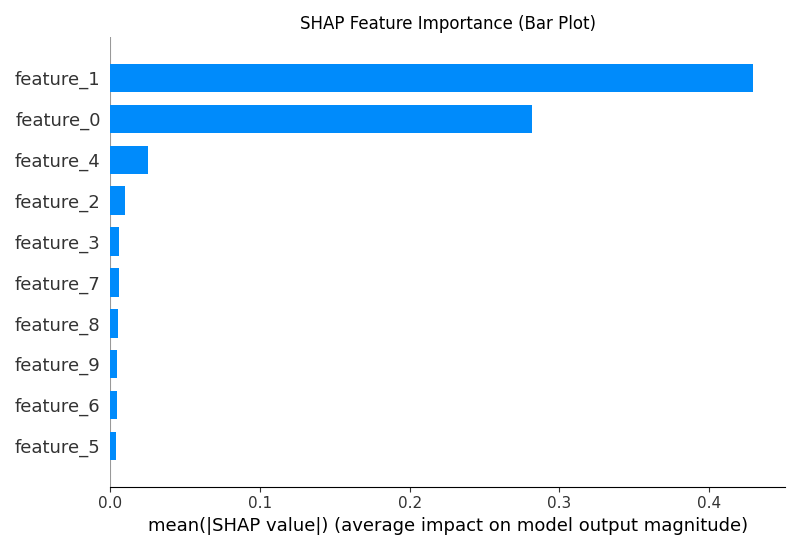 SHAP Feature Importance (Bar Plot)
feature_1
feature_0
feature_4
feature_2
feature_3
feature_7
feature_8
feature_9
feature_6
feature_5
0.0 0.1 0.2 0.3 0.4
mean(|SHAP value|) (average impact on model output magnitude)